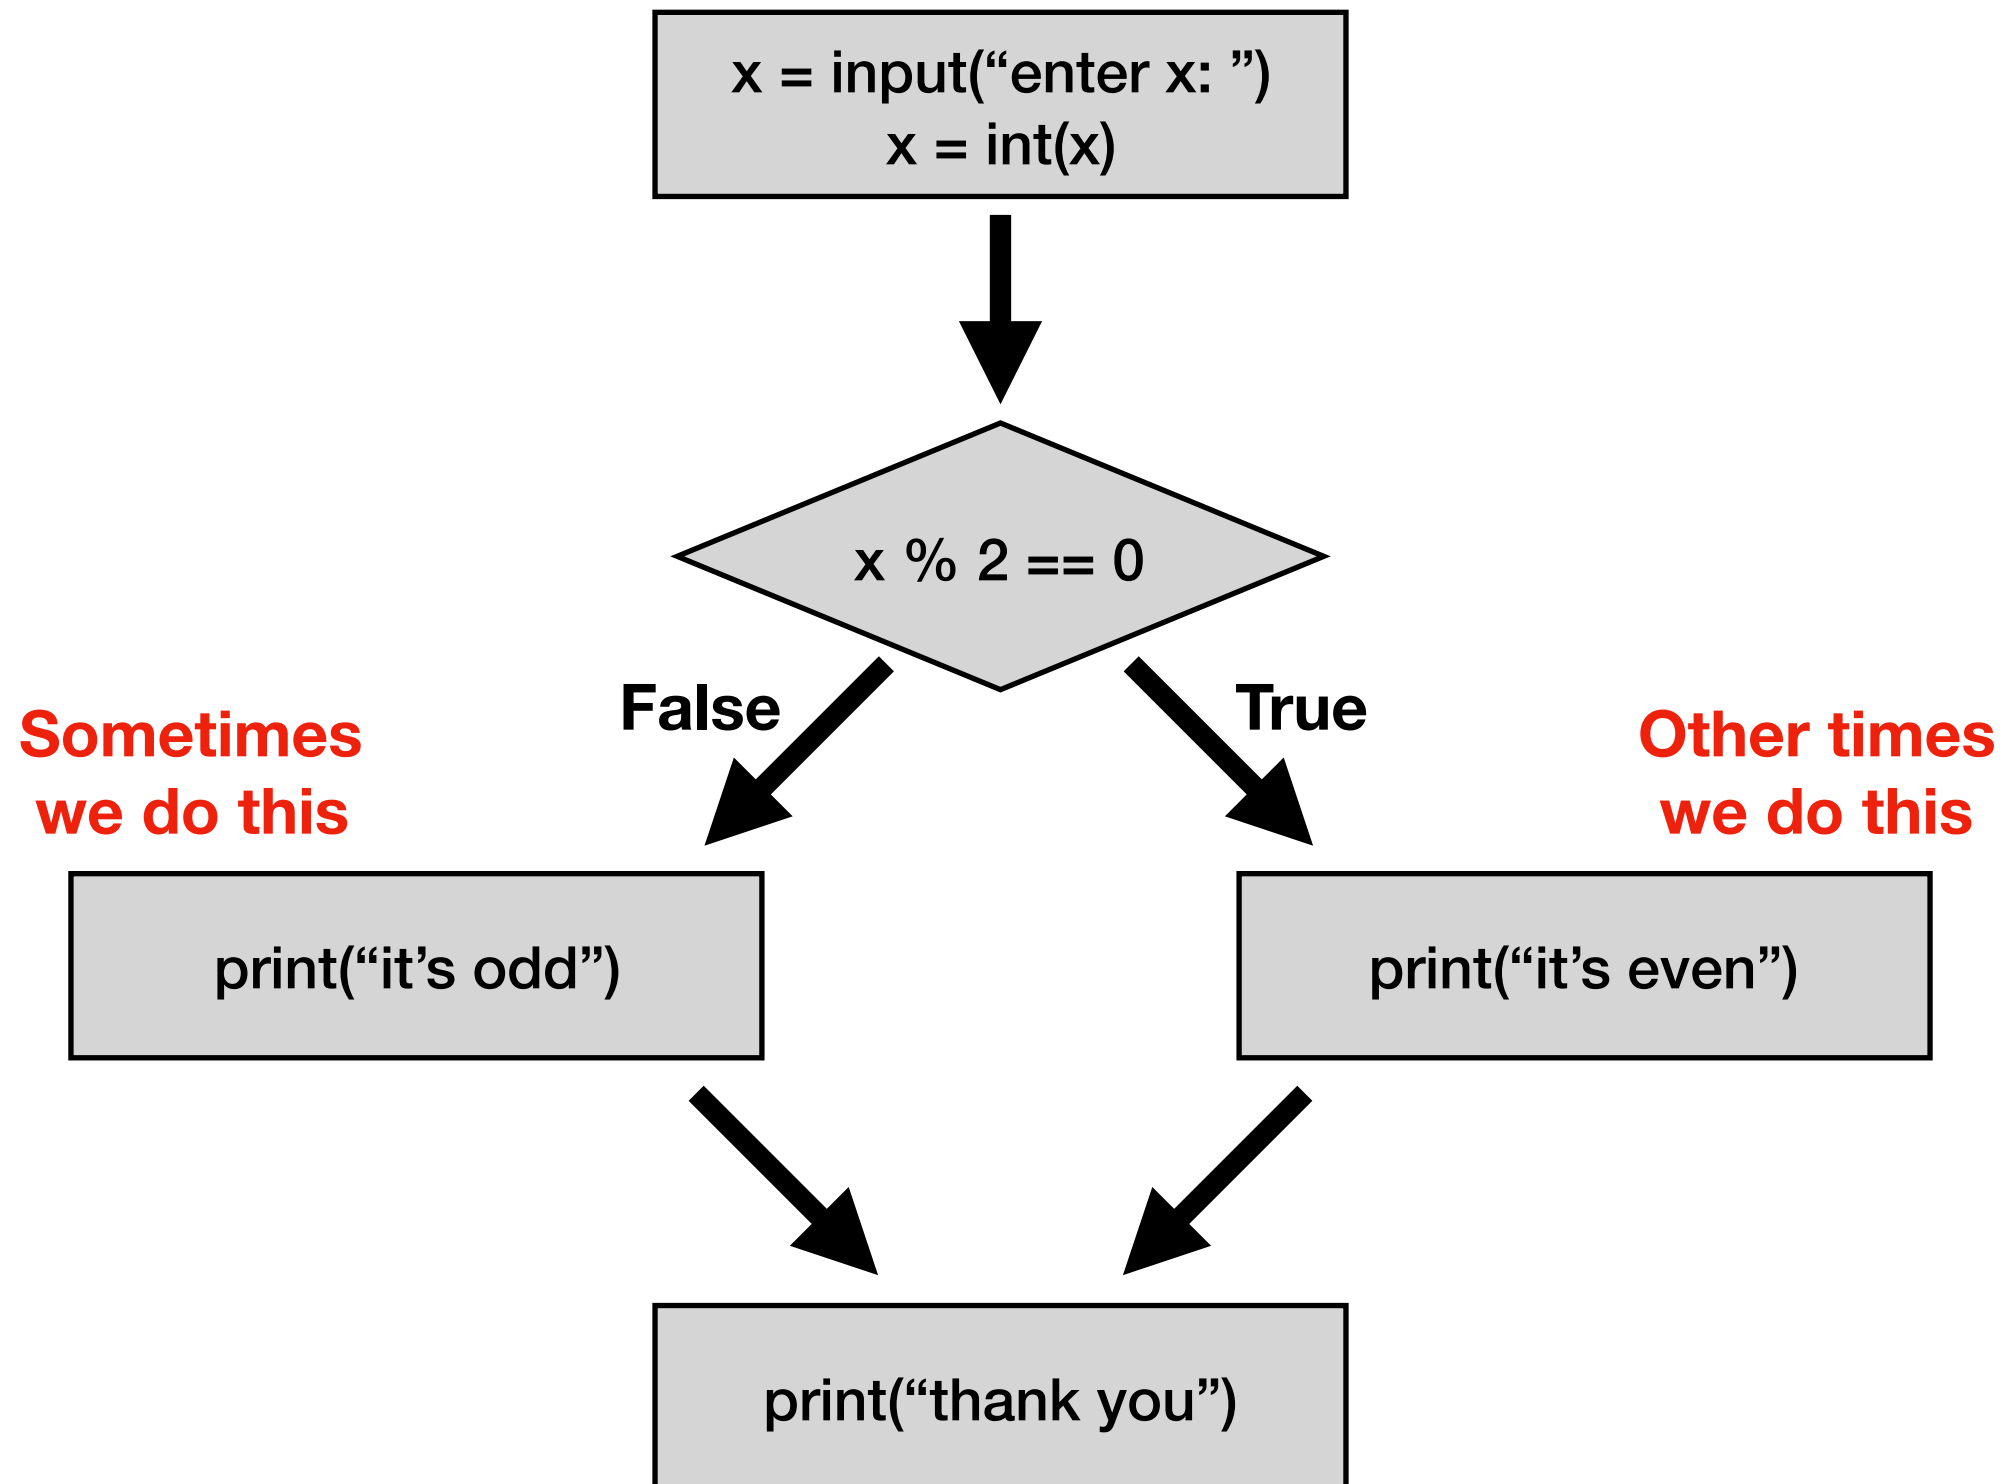 x = input(“enter x: ”)
x = int(x)
x % 2 == 0
False
True
Sometimes
we do this
Other times
we do this
print(“it’s odd”)
print(“it’s even”)
print(“thank you”)